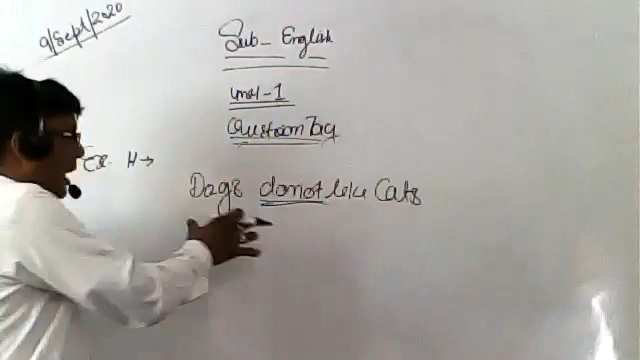 9/Sept/2020
Sub- English
Unit-1
Question Tag
Ex. H→
Dogs donot like Cats